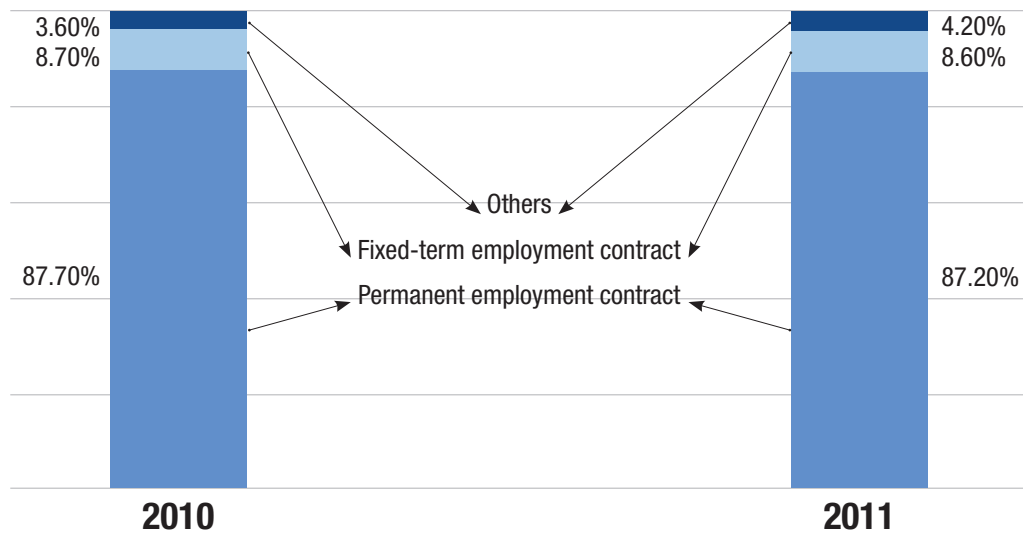 3.60%
8.70%
4.20%
8.60%
Others
Fixed-term employment contract
87.70%
87.20%
Permanent employment contract
2010
2011